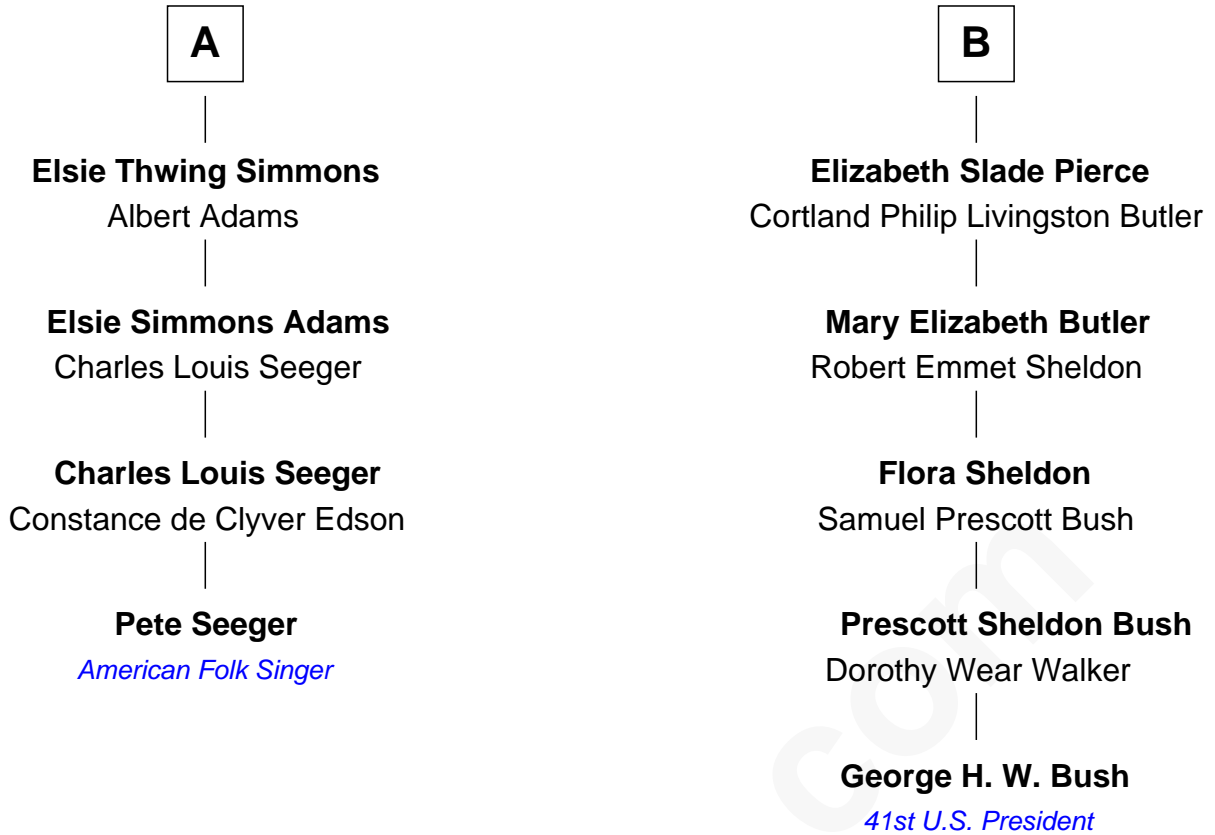 A
Elsie Thwing Simmons
Albert Adams
Elsie Simmons Adams
Charles Louis Seeger
Charles Louis Seeger
Constance de Clyver Edson
Pete Seeger
American Folk Singer
B
Elizabeth Slade Pierce
Cortland Philip Livingston Butler
Mary Elizabeth Butler
Robert Emmet Sheldon
Flora Sheldon
Samuel Prescott Bush
Prescott Sheldon Bush
Dorothy Wear Walker
George H. W. Bush
41st U.S. President
com